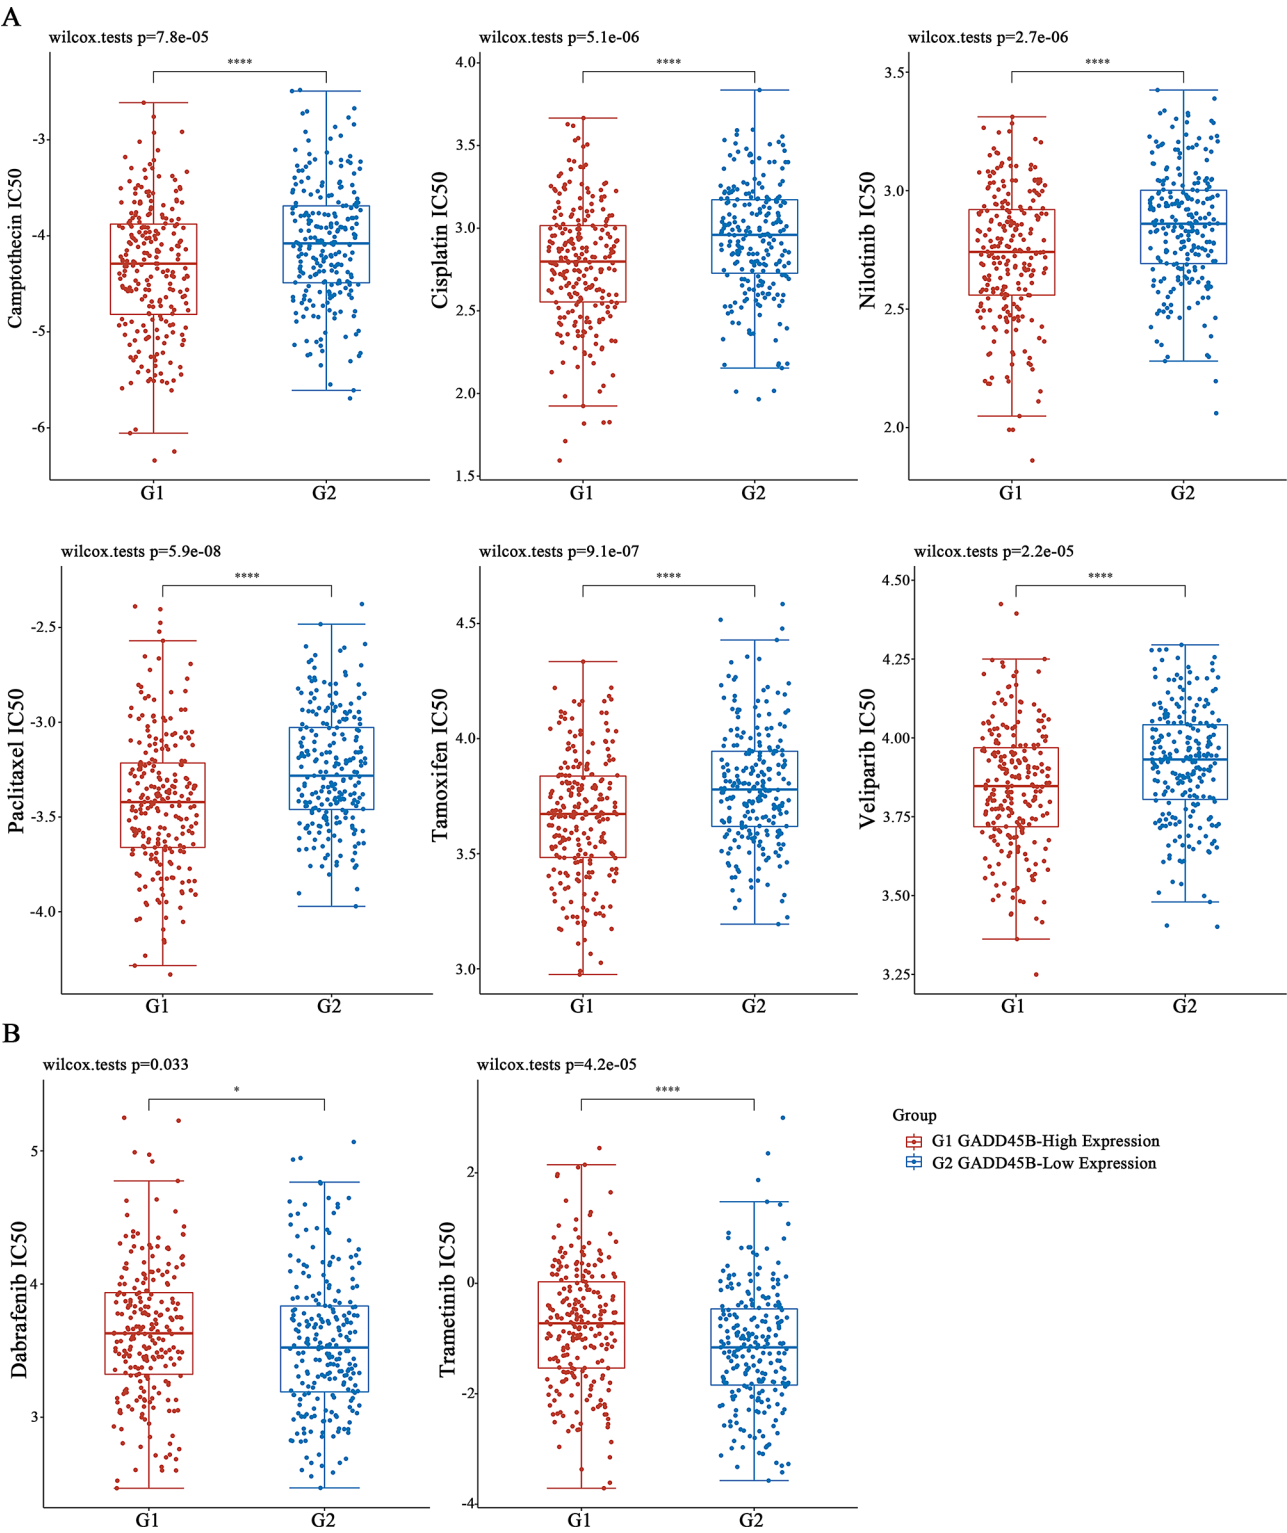 A
wilcox.tests p=7.8e-05
****
Campothecin IC50
-3
-4
-5
-6
G1
G2
wilcox.tests p=5.1e-06
****
Cisplatin IC50
4.0
3.5
3.0
2.5
2.0
1.5
G1
G2
wilcox.tests p=2.7e-06
****
Nilotinib IC50
3.5
3.0
2.5
2.0
G1
G2
wilcox.tests p=5.9e-08
****
Paclitaxel IC50
-2.5
-3.0
-3.5
-4.0
G1
G2
wilcox.tests p=9.1e-07
****
Tamoxifen IC50
4.5
4.0
3.5
3.0
G1
G2
wilcox.tests p=2.2e-05
****
Veliparib IC50
4.50
4.25
4.00
3.75
3.50
3.25
G1
G2
B
wilcox.tests p=0.033
*
Dabrafenib IC50
5
4
3
G1
G2
wilcox.tests p=4.2e-05
****
Trametinib IC50
2
0
-2
-4
G1
G2
Group
G1 GADD45B-High Expression
G2 GADD45B-Low Expression